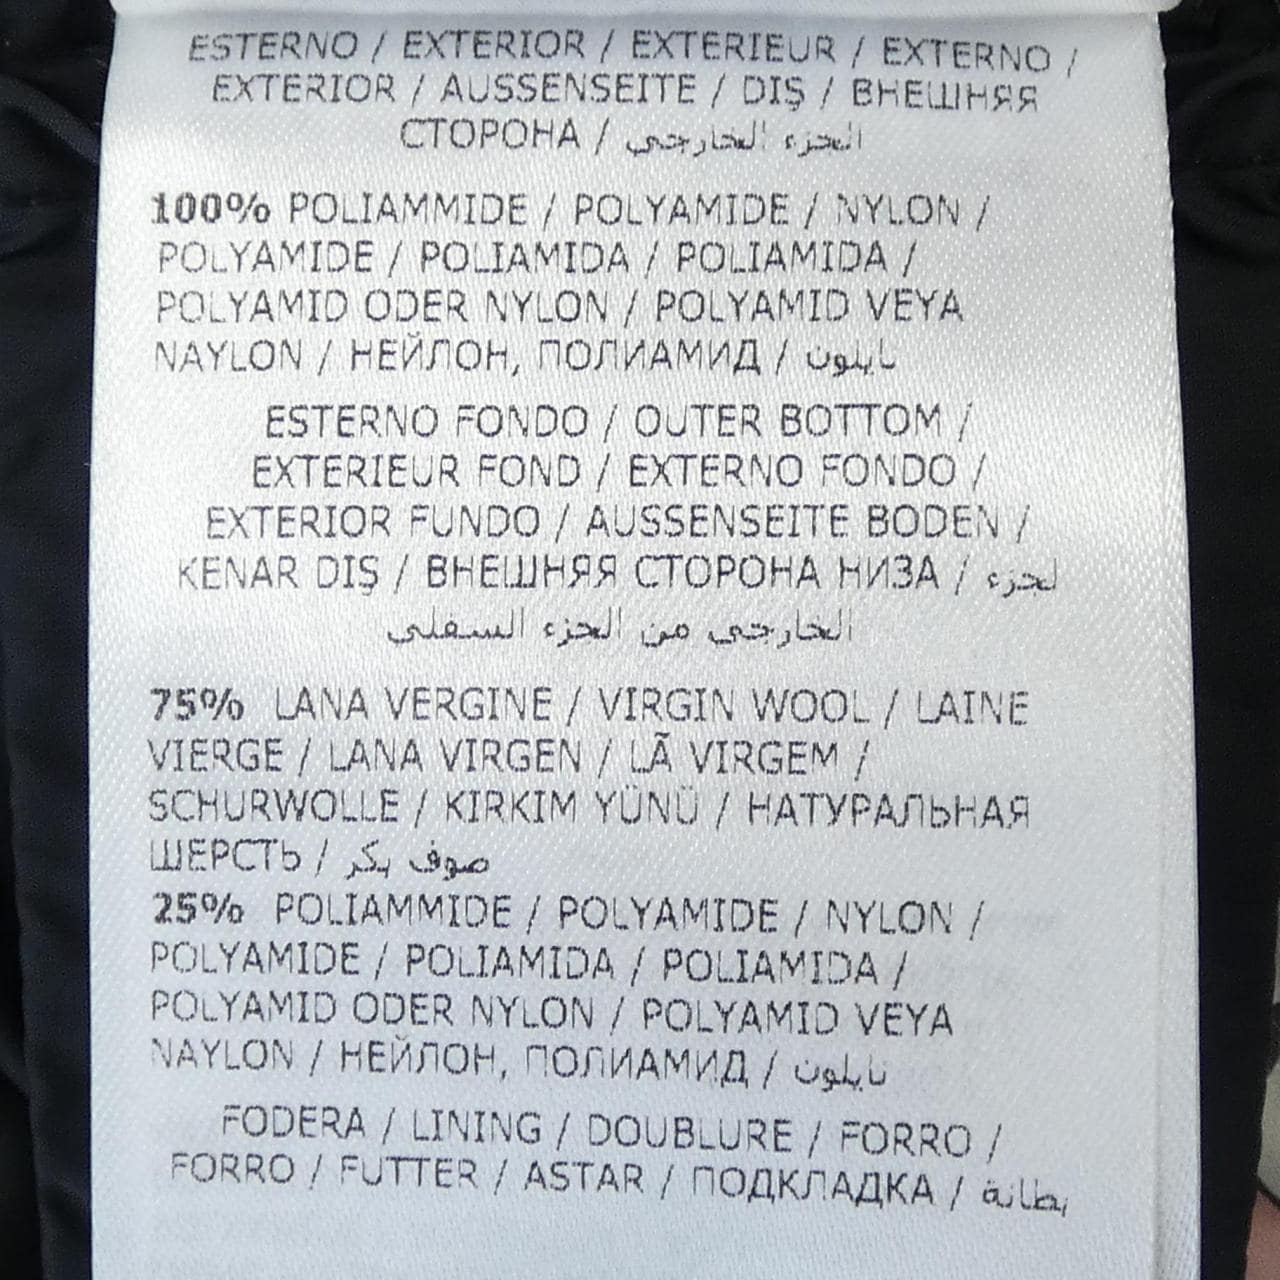 ESTERNO / EXTERIOR / EXTERIEUR / EXTERNO /
EXTERIOR / AUSSENSEITE / DIŞ / ВНЕШНЯЯ
СТОРОНА / الجزء الخارجي
100% POLIAMMIDE / POLYAMIDE / NYLON /
POLYAMIDE / POLIAMIDA / POLIAMIDA /
POLYAMID ODER NYLON / POLYAMID VEYA
NAYLON / НЕЙЛОН, ПОЛИАМИД / نايلون
ESTERNO FONDO / OUTER BOTTOM /
EXTERIEUR FOND / EXTERNO FONDO /
EXTERIOR FUNDO / AUSSENSEITE BODEN /
KENAR DIŞ / ВНЕШНЯЯ СТОРОНА НИЗА / لجزء
الخارجي من الجزء السفلي
75% LANA VERGINE / VIRGIN WOOL / LAINE
VIERGE / LANA VIRGEN / LÃ VIRGEM /
SCHURWOLLE / KIRKIM YÜNÜ / НАТУРАЛЬНАЯ
ШЕРСТЬ / صوف بكر
25% POLIAMMIDE / POLYAMIDE / NYLON /
POLYAMIDE / POLIAMIDA / POLIAMIDA /
POLYAMID ODER NYLON / POLYAMID VEYA
NAYLON / НЕЙЛОН, ПОЛИАМИД / نايلون
FODERA / LINING / DOUBLURE / FORRO /
FORRO / FUTTER / ASTAR / ПОДКЛАДКА / بطانة